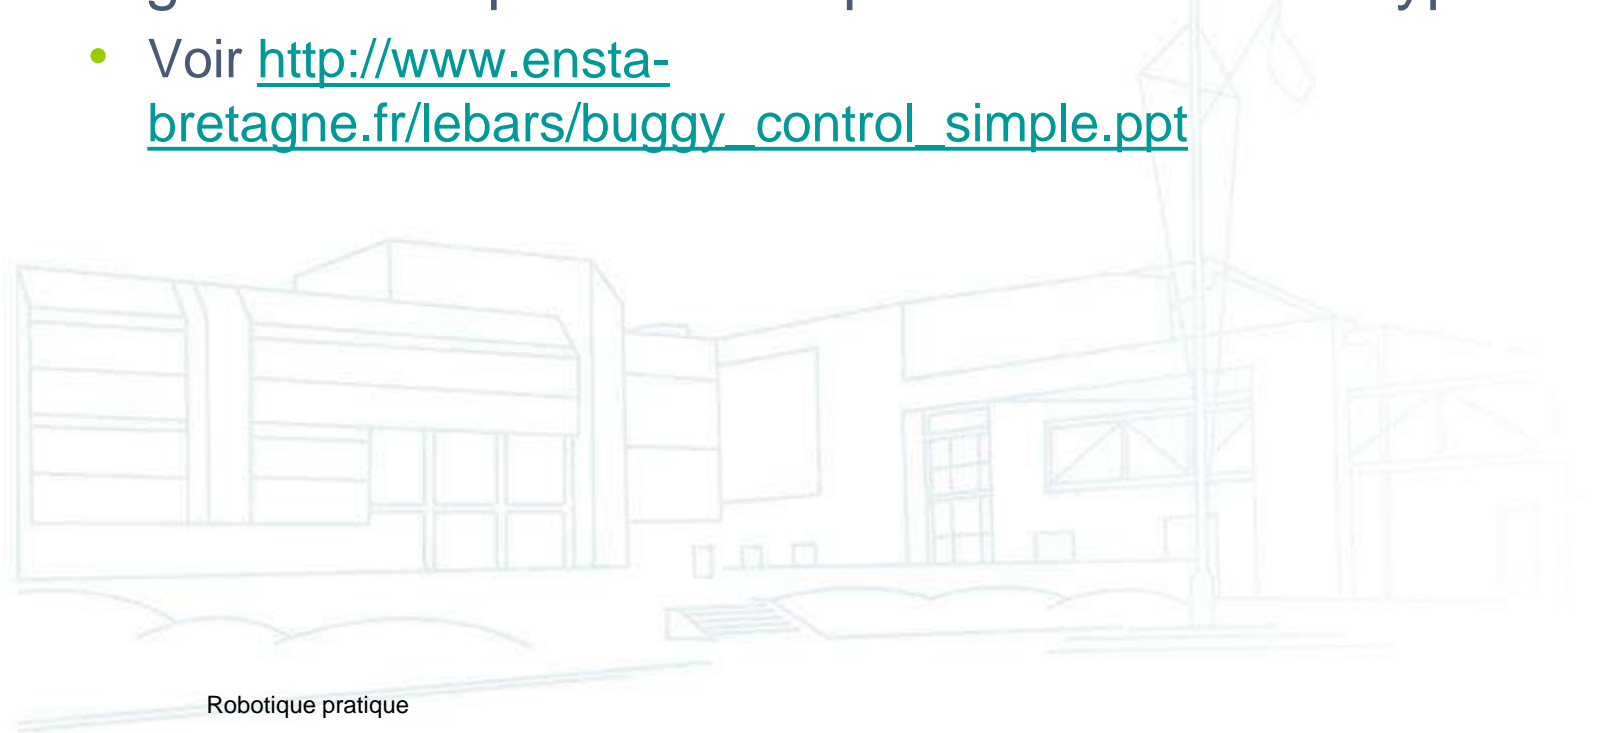 • Voir http://www.ensta-
bretagne.fr/lebars/buggy_control_simple.ppt
Robotique pratique